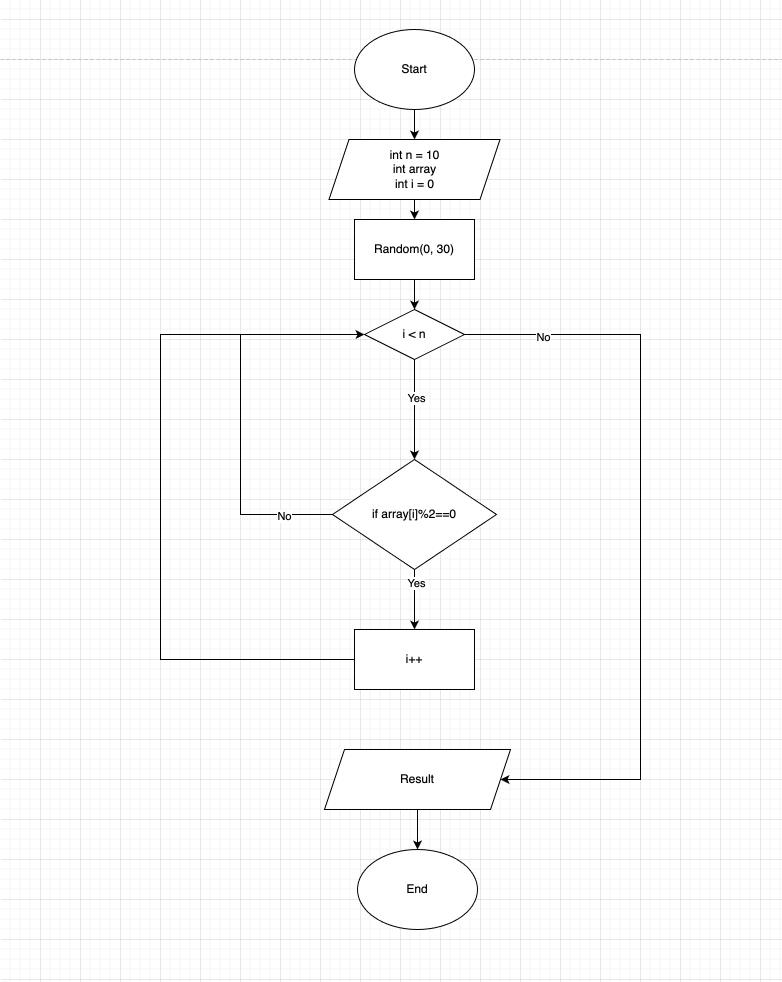 Start
int n = 10
int array
int i = 0
Random(0, 30)
i < n
No
Yes
if array[i]%2==0
No
Yes
i++
Result
End